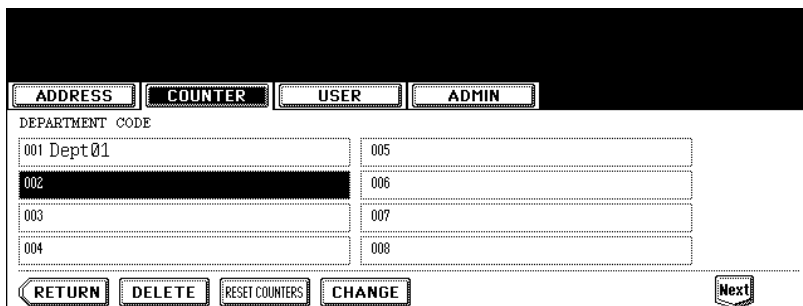 ADDRESS COUNTER USER ADMIN
DEPARTMENT CODE
001 Dept01
002
003
004
005
006
007
008
RETURN DELETE RESET COUNTERS CHANGE Next